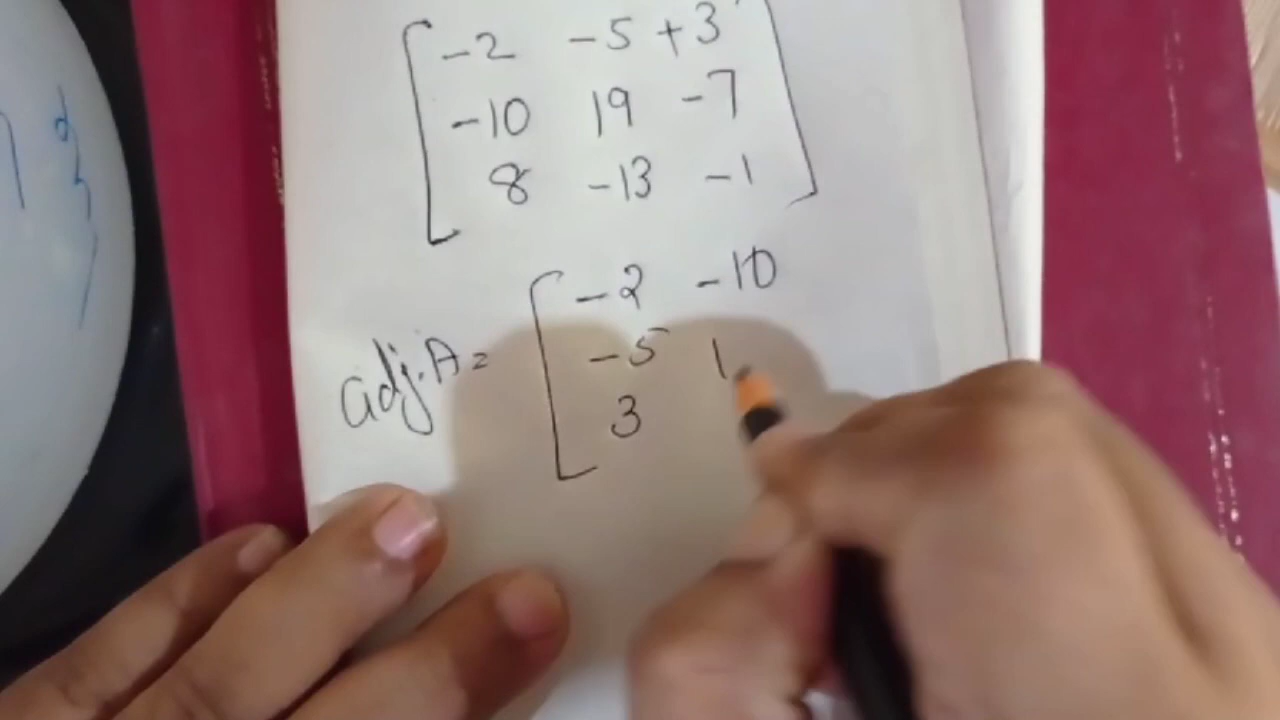 -2 -5 +3
-10 19 -7
8 -13 -1
adj.A= -2 -10
-5 1
3